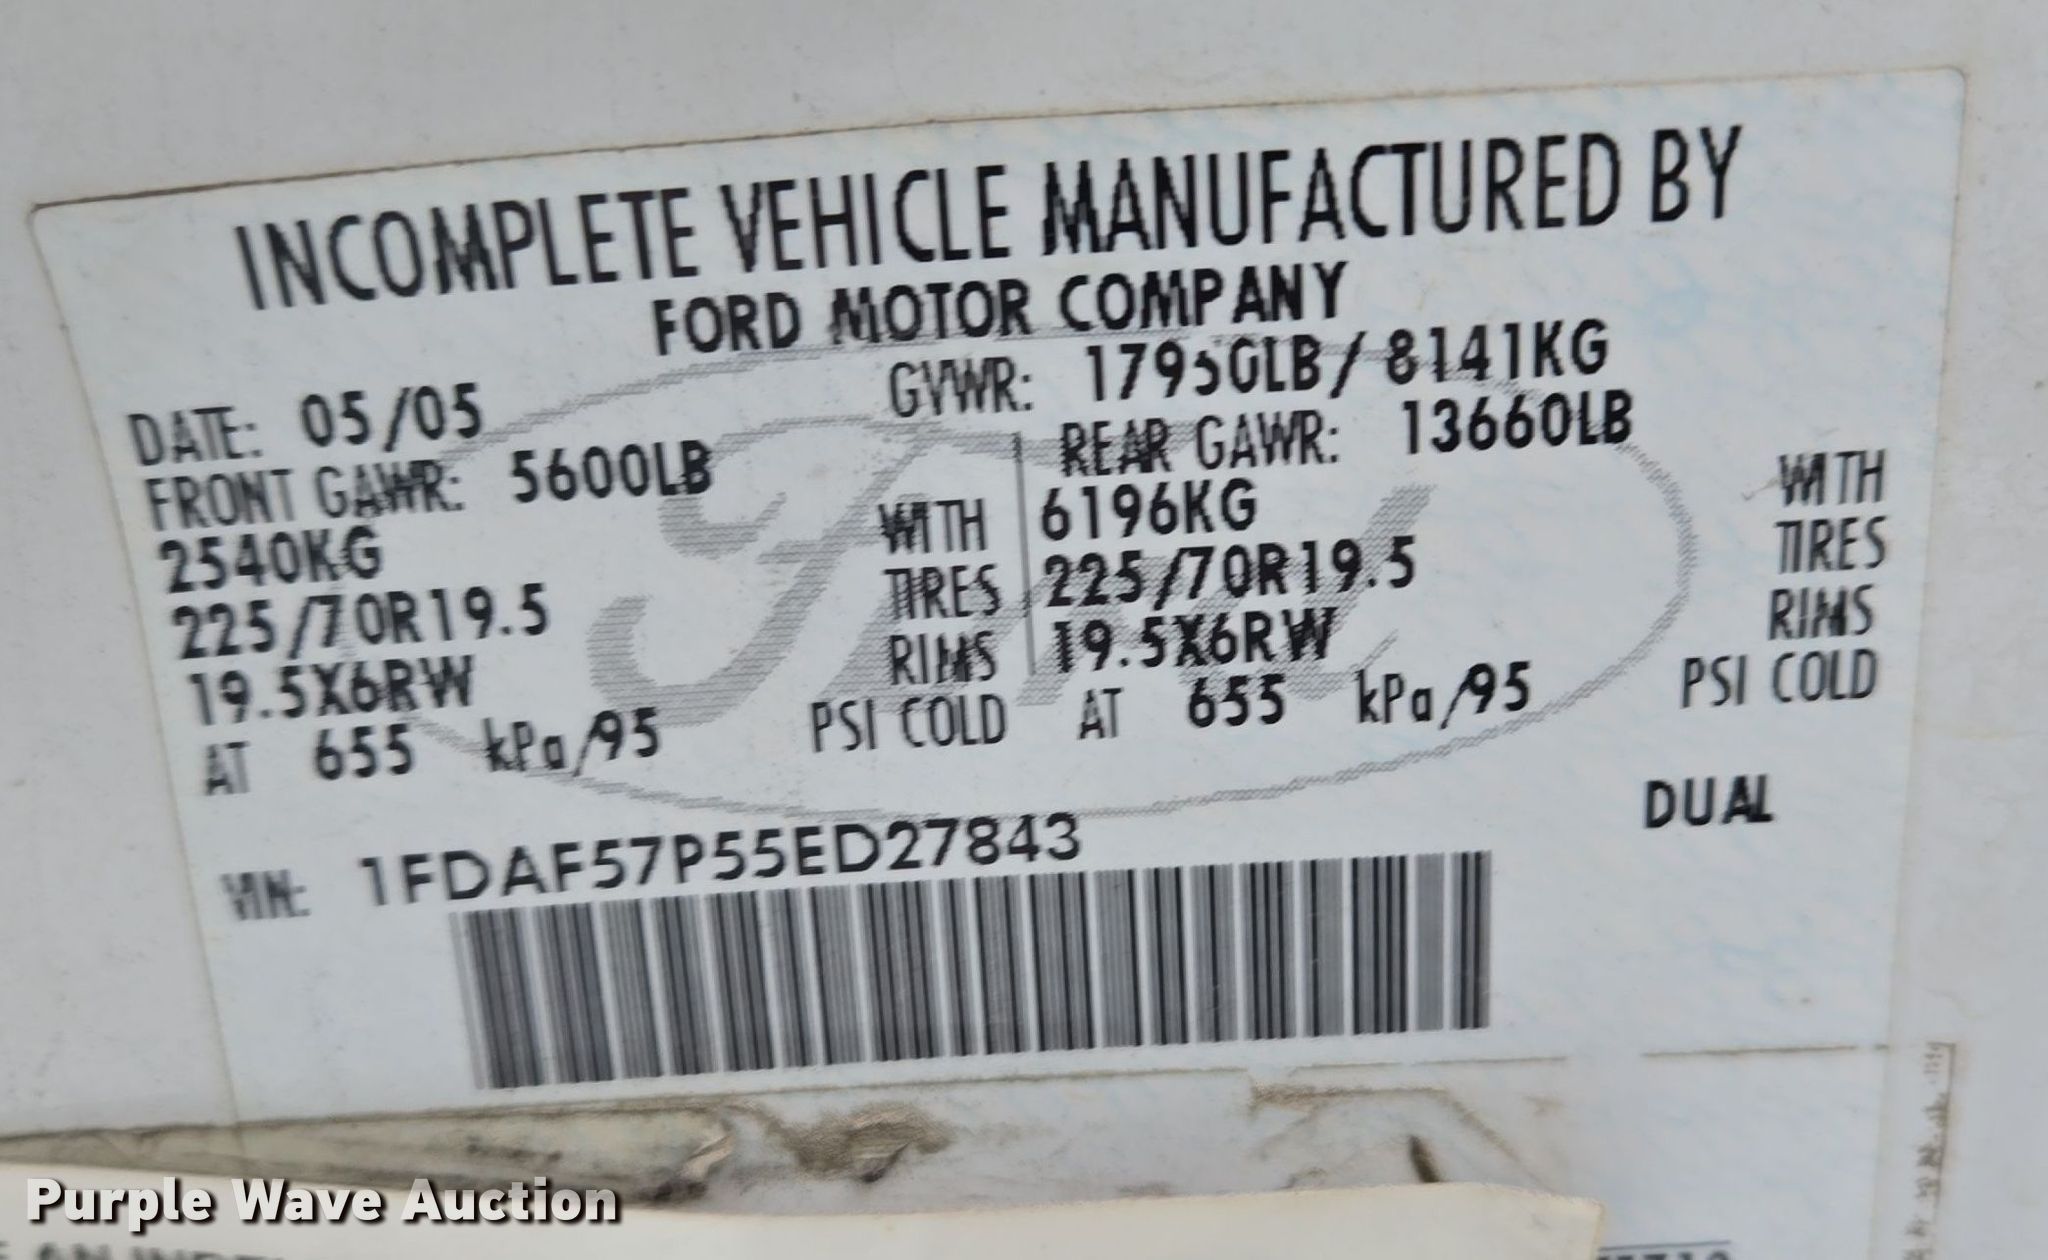 INCOMPLETE VEHICLE MANUFACTURED BY
FORD MOTOR COMPANY
DATE: 05/05 GVWR: 17950LB/ 8141KG
FRONT GAWR: 5600LB REAR GAWR: 13660LB
2540KG WITH 6196KG WITH
225/70R19.5 TIRES 225/70R19.5 TIRES
19.5X6RW RIMS 19.5X6RW RIMS
AT 655 kPa/95 PSI COLD AT 655 kPa/95 PSI COLD
DUAL
VIN: 1FDAF57P55ED27843
Purple Wave Auction